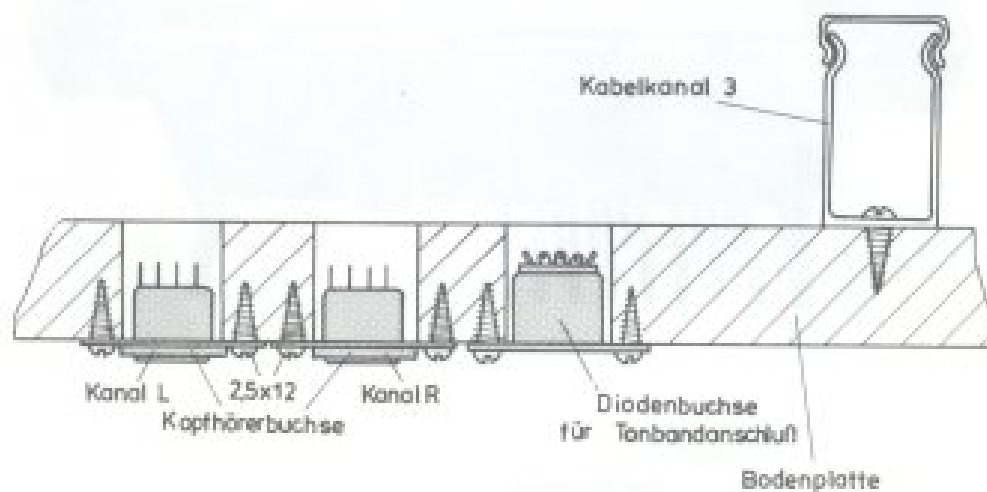 Kabelkanal 3
Kanal L
2,5x12
Kanal R
Kopfhörerbuchse
Diodenbuchse
für Tonbandanschluß
Bodenplatte